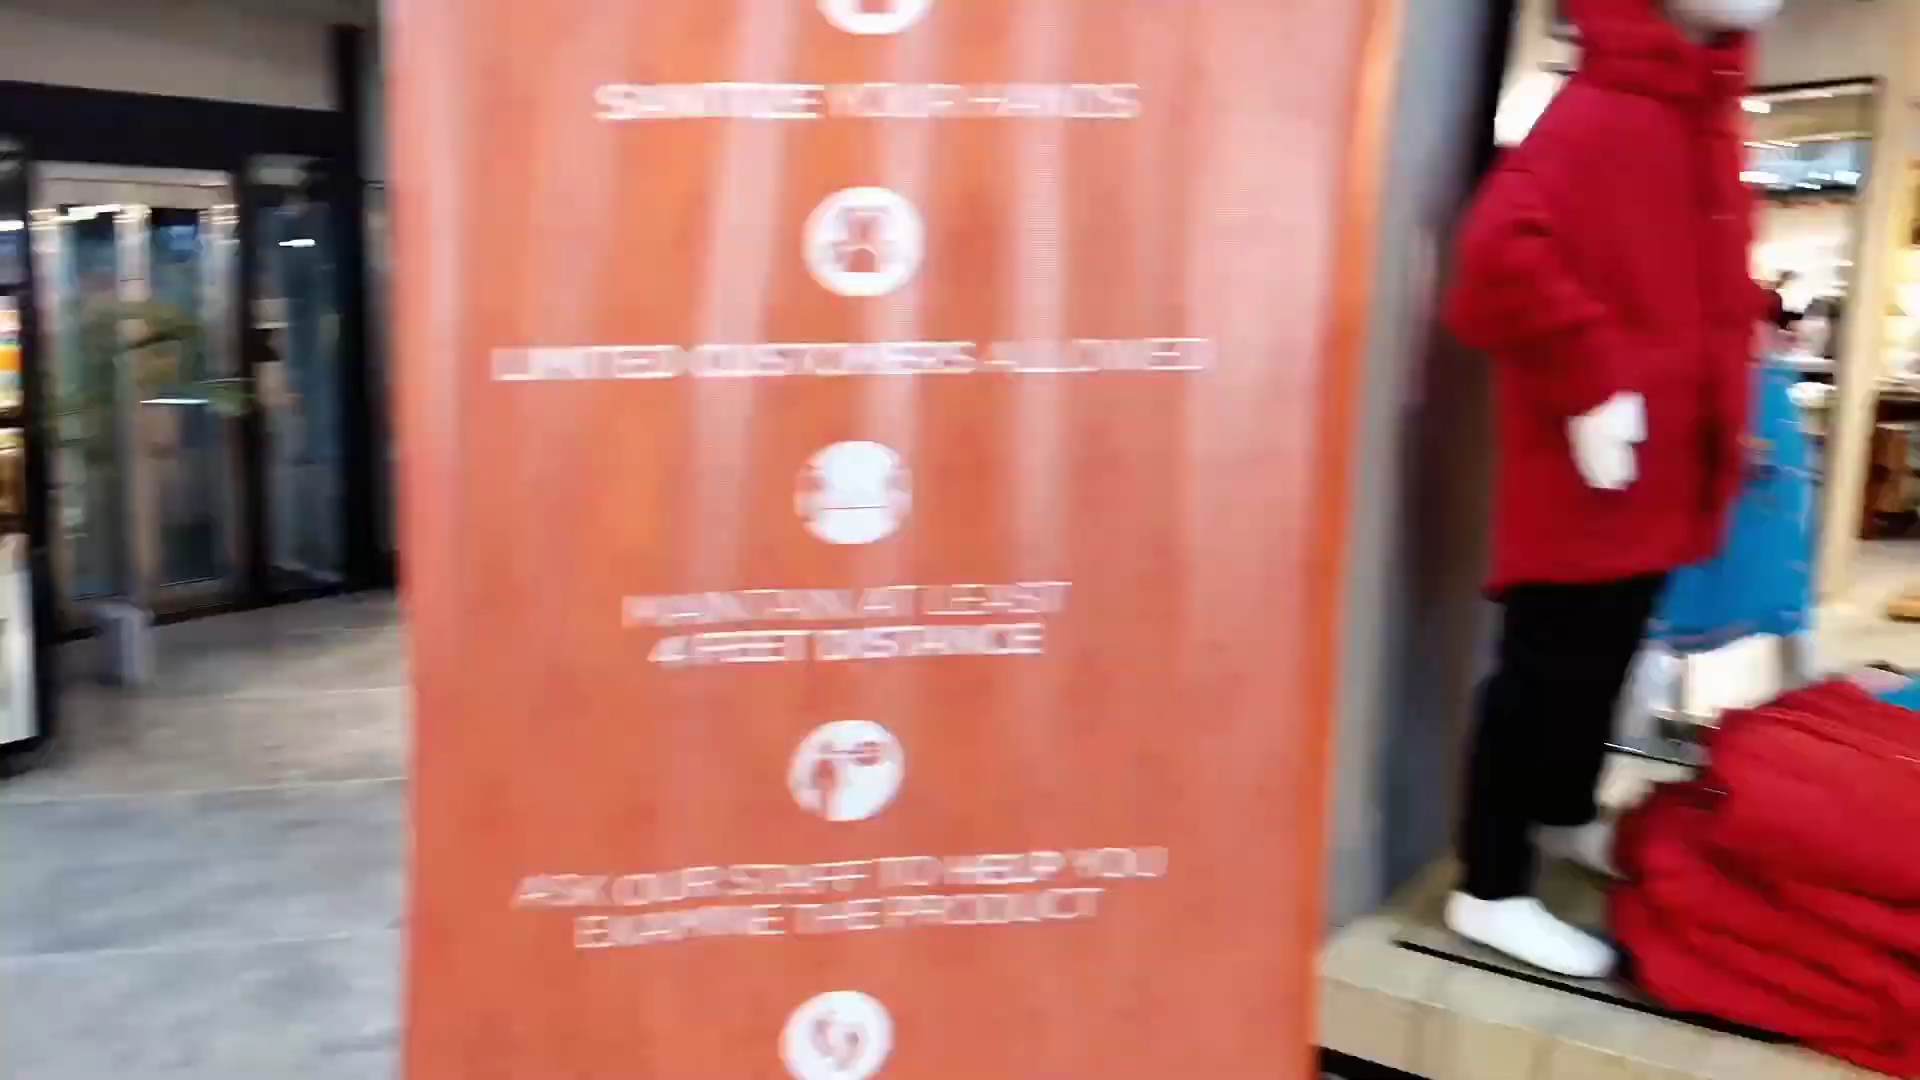 SANITIZE YOUR HANDS
LIMITED CUSTOMERS ALLOWED
MAINTAIN AT LEAST
4 FEET DISTANCE
ASK OUR STAFF TO HELP YOU
EXAMINE THE PRODUCT